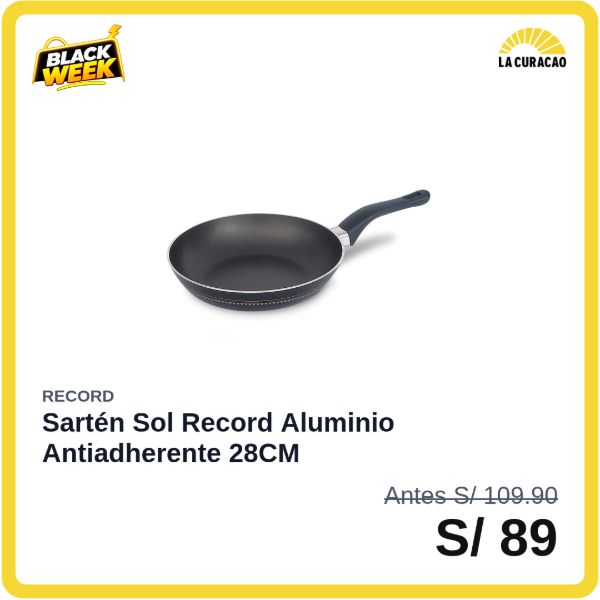 BLACK
WEEK
LA CURACAO
RECORD
Sartén Sol Record Aluminio
Antiadherente 28CM
Antes S/ 109.90
S/ 89